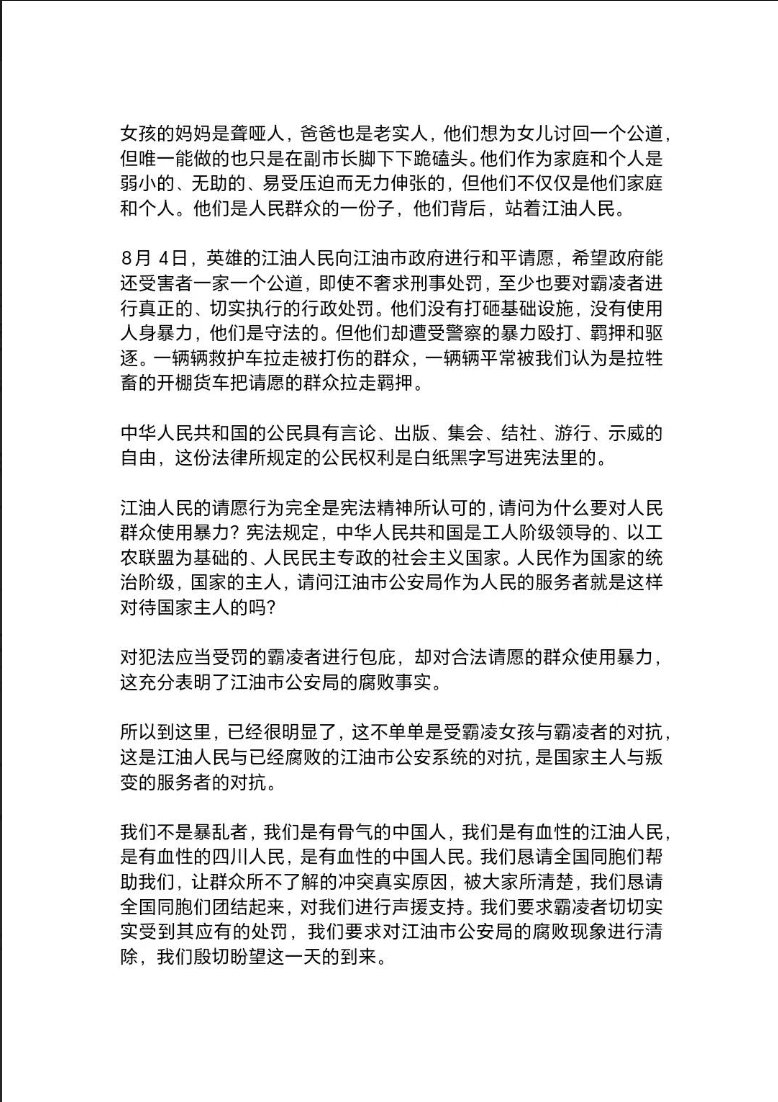 女孩的妈妈是聋哑人，爸爸也是老实人，他们想为女儿讨回一个公道，
但唯一能做的也只是在副市长脚下下跪磕头。他们作为家庭和个人是
弱小的、无助的、易受压迫而无力伸张的，但他们不仅仅是他们家庭
和个人。他们是人民群众的一份子，他们背后，站着江油人民。
8月 4日，英雄的江油人民向江油市政府进行和平请愿，希望政府能
还受害者一家一个公道，即使不奢求刑事处罚，至少也要对霸凌者进
行真正的、切实执行的行政处罚。他们没有打砸基础设施，没有使用
人身暴力，他们是守法的。但他们却遭受警察的暴力殴打、羁押和驱
逐。一辆辆救护车拉走被打伤的群众，一辆辆平常被我们认为是拉牲
畜的开棚货车把请愿的群众拉走羁押。
中华人民共和国的公民具有言论、出版、集会、结社、游行、示威的
自由，这份法律所规定的公民权利是白纸黑字写进宪法里的。
江油人民的请愿行为完全是宪法精神所认可的，请问为什么要对人民
群众使用暴力？宪法规定，中华人民共和国是工人阶级领导的、以工
农联盟为基础的、人民民主专政的社会主义国家。人民作为国家的统
治阶级，国家的主人，请问江油市公安局作为人民的服务者就是这样
对待国家主人的吗？
对犯法应当受罚的霸凌者进行包庇，却对合法请愿的群众使用暴力，
这充分表明了江油市公安局的腐败事实。
所以到这里，已经很明显了，这不单单是受霸凌女孩与霸凌者的对抗，
这是江油人民与已经腐败的江油市公安系统的对抗，是国家主人与叛
变的服务者的对抗。
我们不是暴乱者，我们是有骨气的中国人，我们是有血性的江油人民，
是有血性的四川人民，是有血性的中国人民。我们恳请全国同胞们帮
助我们，让群众所不了解的冲突真实原因，被大家所清楚，我们恳请
全国同胞们团结起来，对我们进行声援支持。我们要求霸凌者切切实
实受到其应有的处罚，我们要求对江油市公安局的腐败现象进行清
除，我们殷切盼望这一天的到来。